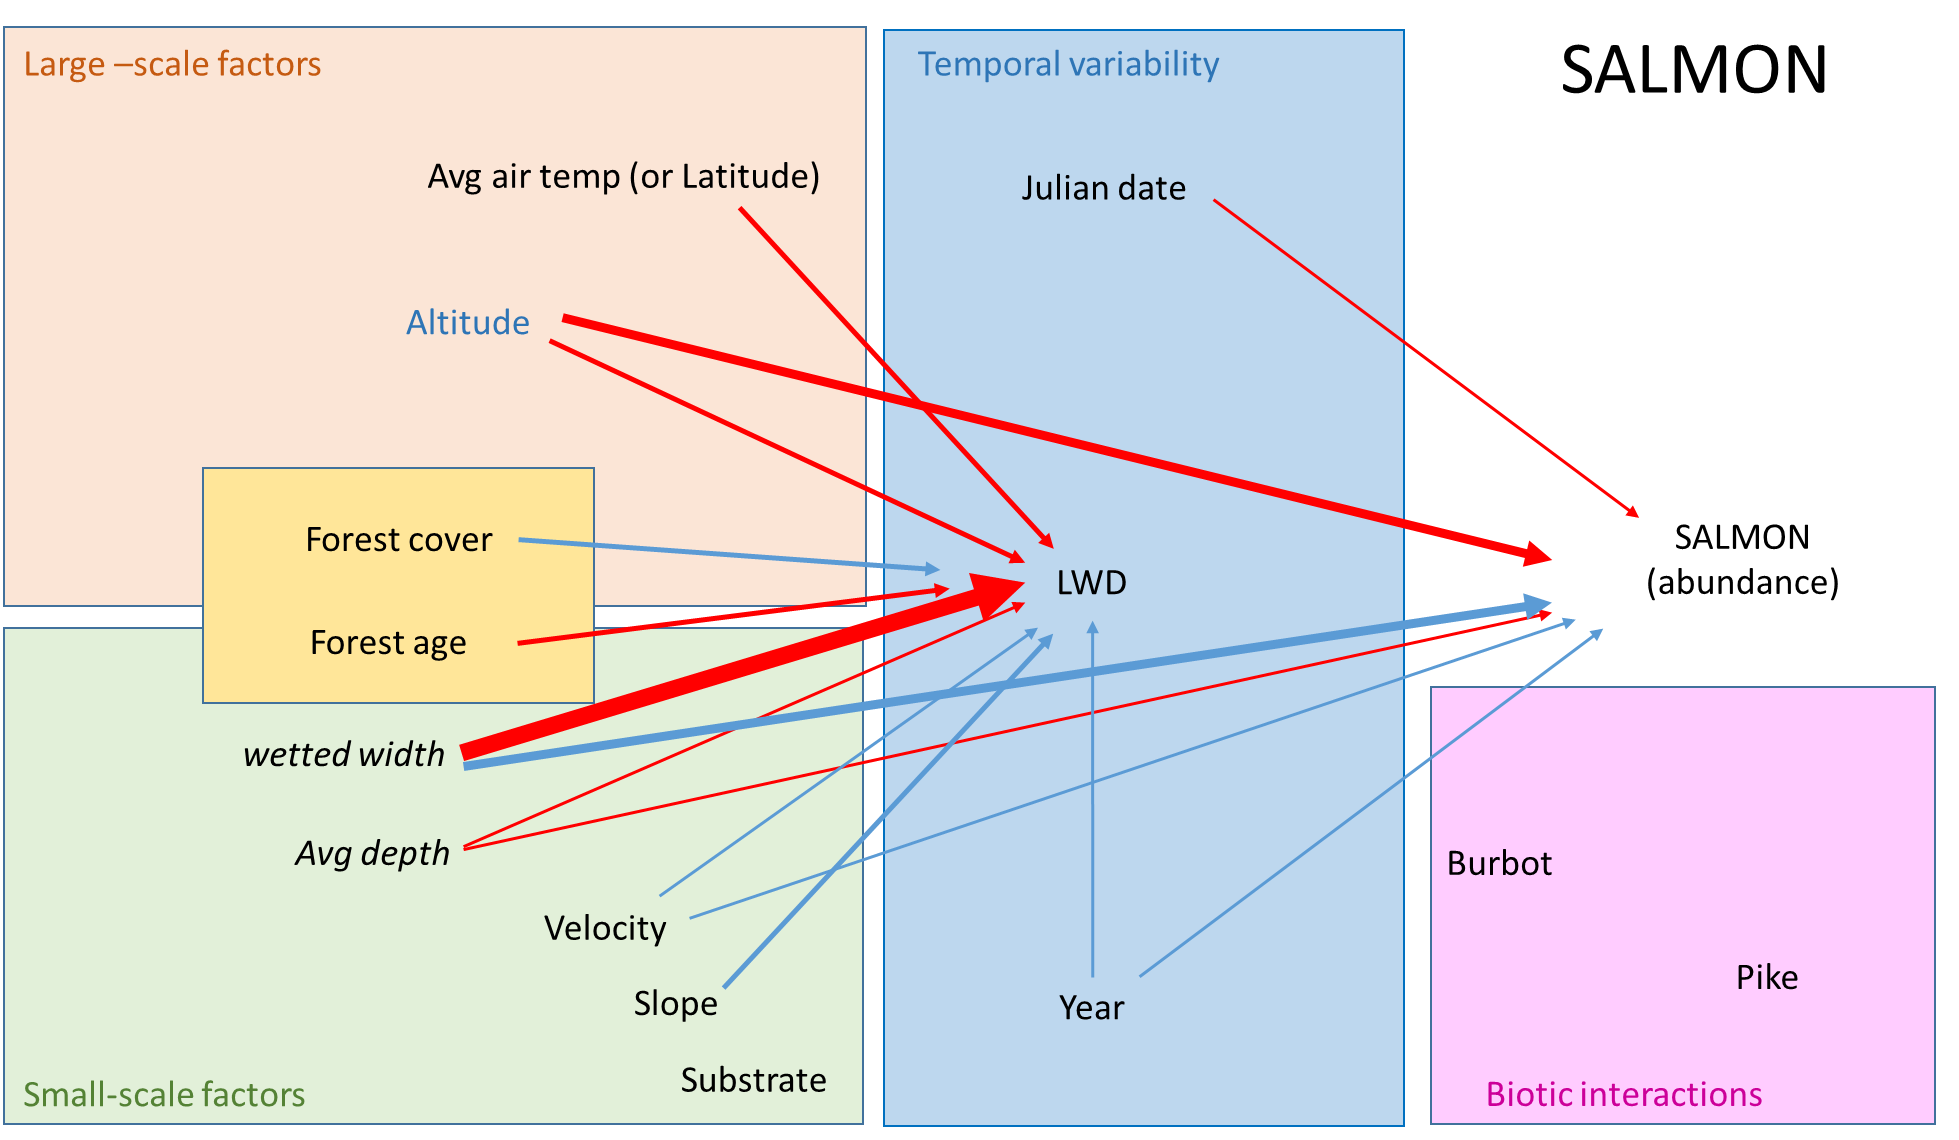 Large –scale factors
Temporal variability
SALMON
Avg air temp (or Latitude)
Julian date
Altitude
Forest cover
SALMON
(abundance)
LWD
Forest age
wetted width
Avg depth
Burbot
Velocity
Pike
Slope
Year
Substrate
Small-scale factors
Biotic interactions